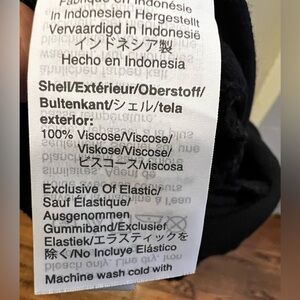 Fabriqué en Indonésie
In Indonesien Hergestellt
Vervaardigd in Indonesië
インドネシア製
Hecho en Indonesia
Shell/Extérieur/Oberstoff/
Buitenkant/シェル/tela
exterior:
100% Viscose/Viscose/
Viskose/Viscose/
ビスコース/viscosa
Exclusive Of Elastic/
Sauf Élastique/
Ausgenommen
Gummiband/Exclusief
Elastiek/エラスティックを
除く/No Incluye Elástico
Machine wash cold with